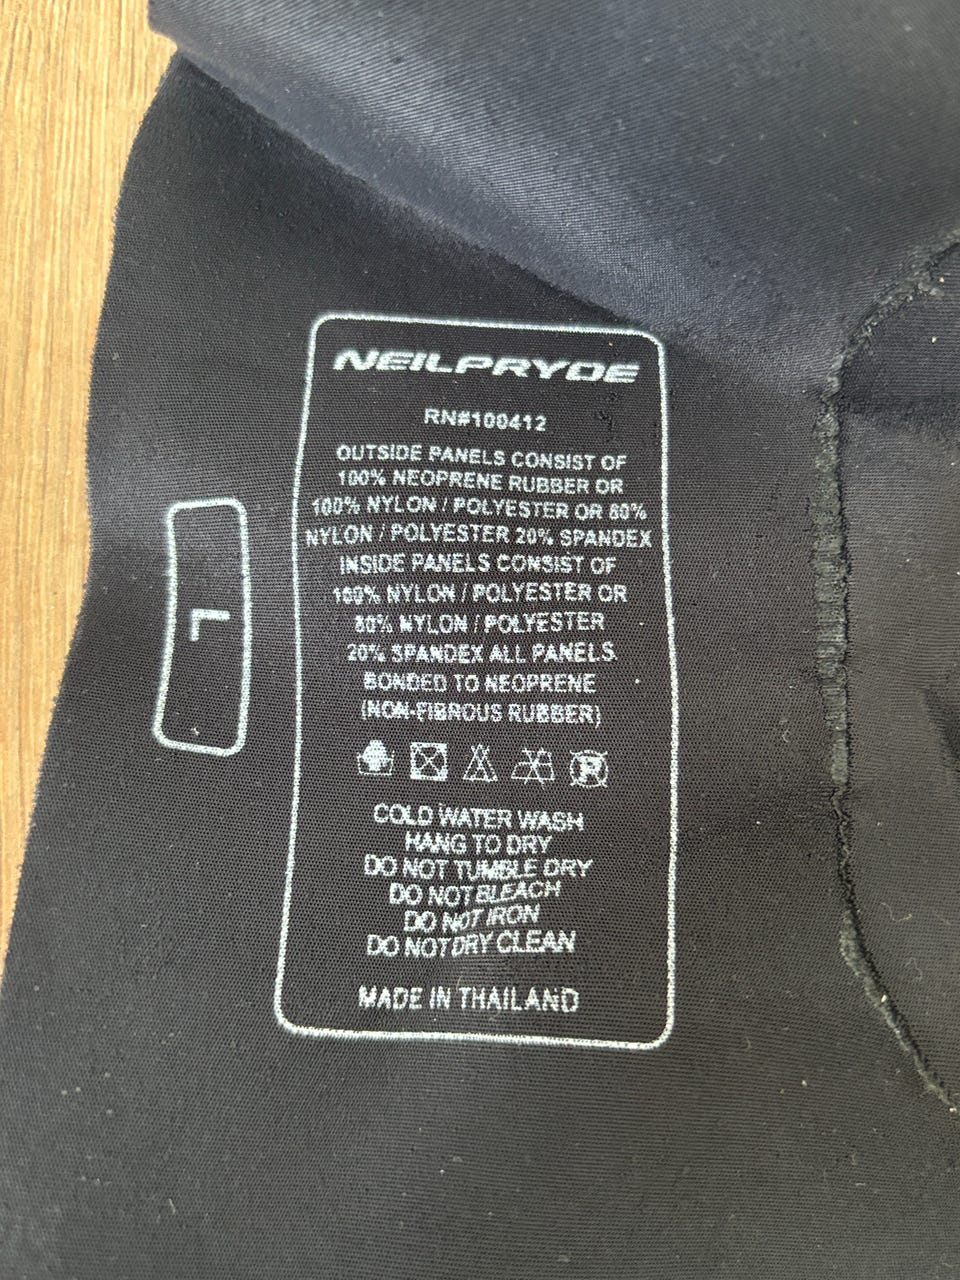 NEILPRYDE
RN#100412
OUTSIDE PANELS CONSIST OF
100% NEOPRENE RUBBER OR
100% NYLON / POLYESTER OR 80%
NYLON / POLYESTER 20% SPANDEX
INSIDE PANELS CONSIST OF
100% NYLON / POLYESTER OR
80% NYLON / POLYESTER
20% SPANDEX ALL PANELS
BONDED TO NEOPRENE
(NON-FIBROUS RUBBER)
P
COLD WATER WASH
HANG TO DRY
DO NOT TUMBLE DRY
DO NOT BLEACH
DO NOT IRON
DO NOT DRY CLEAN
MADE IN THAILAND
L